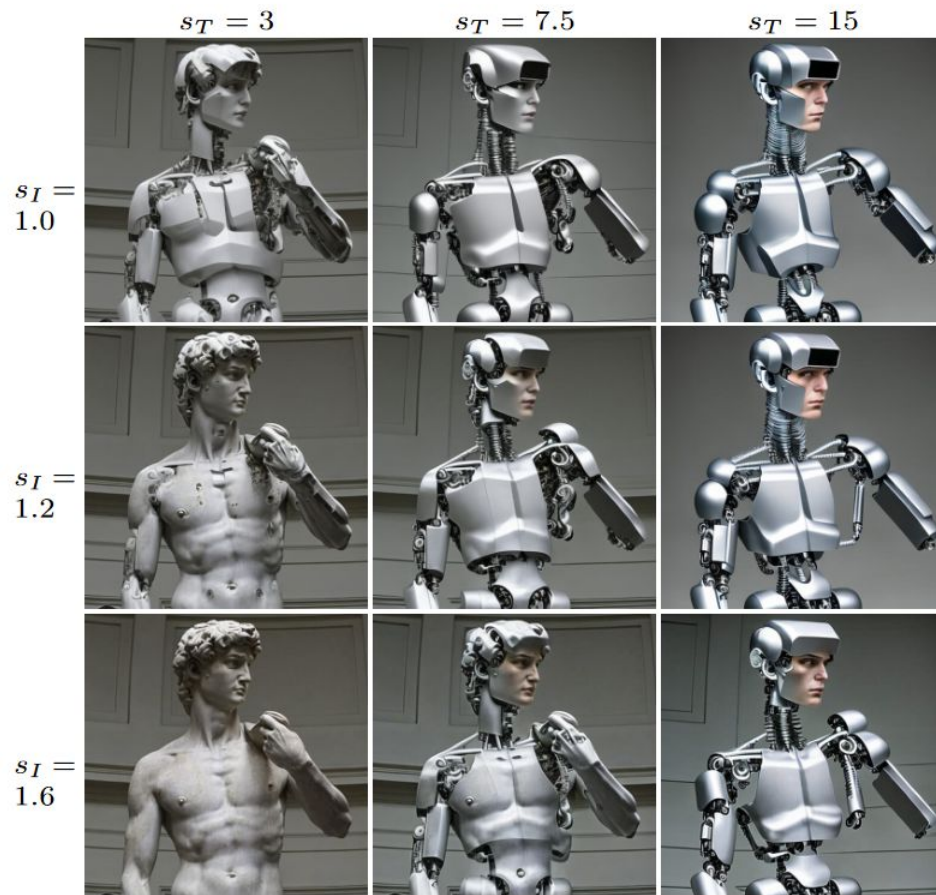 s_T = 3 s_T = 7.5 s_T = 15
s_I =
1.0
s_I =
1.2
s_I =
1.6